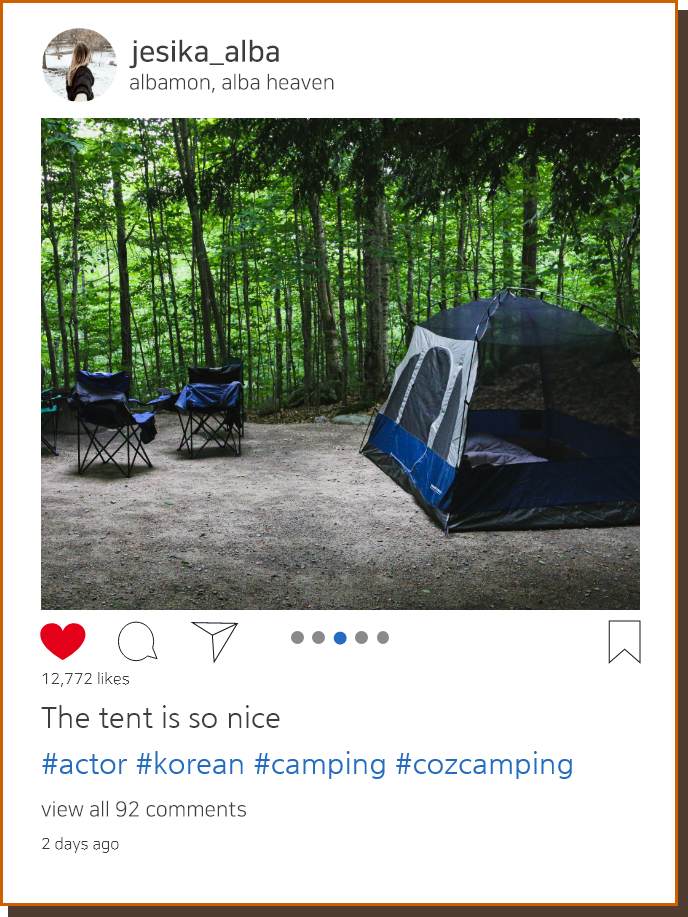 jesika_alba
albamon, alba heaven
12,772 likes
The tent is so nice
#actor #korean #camping #cozcamping
view all 92 comments
2 days ago